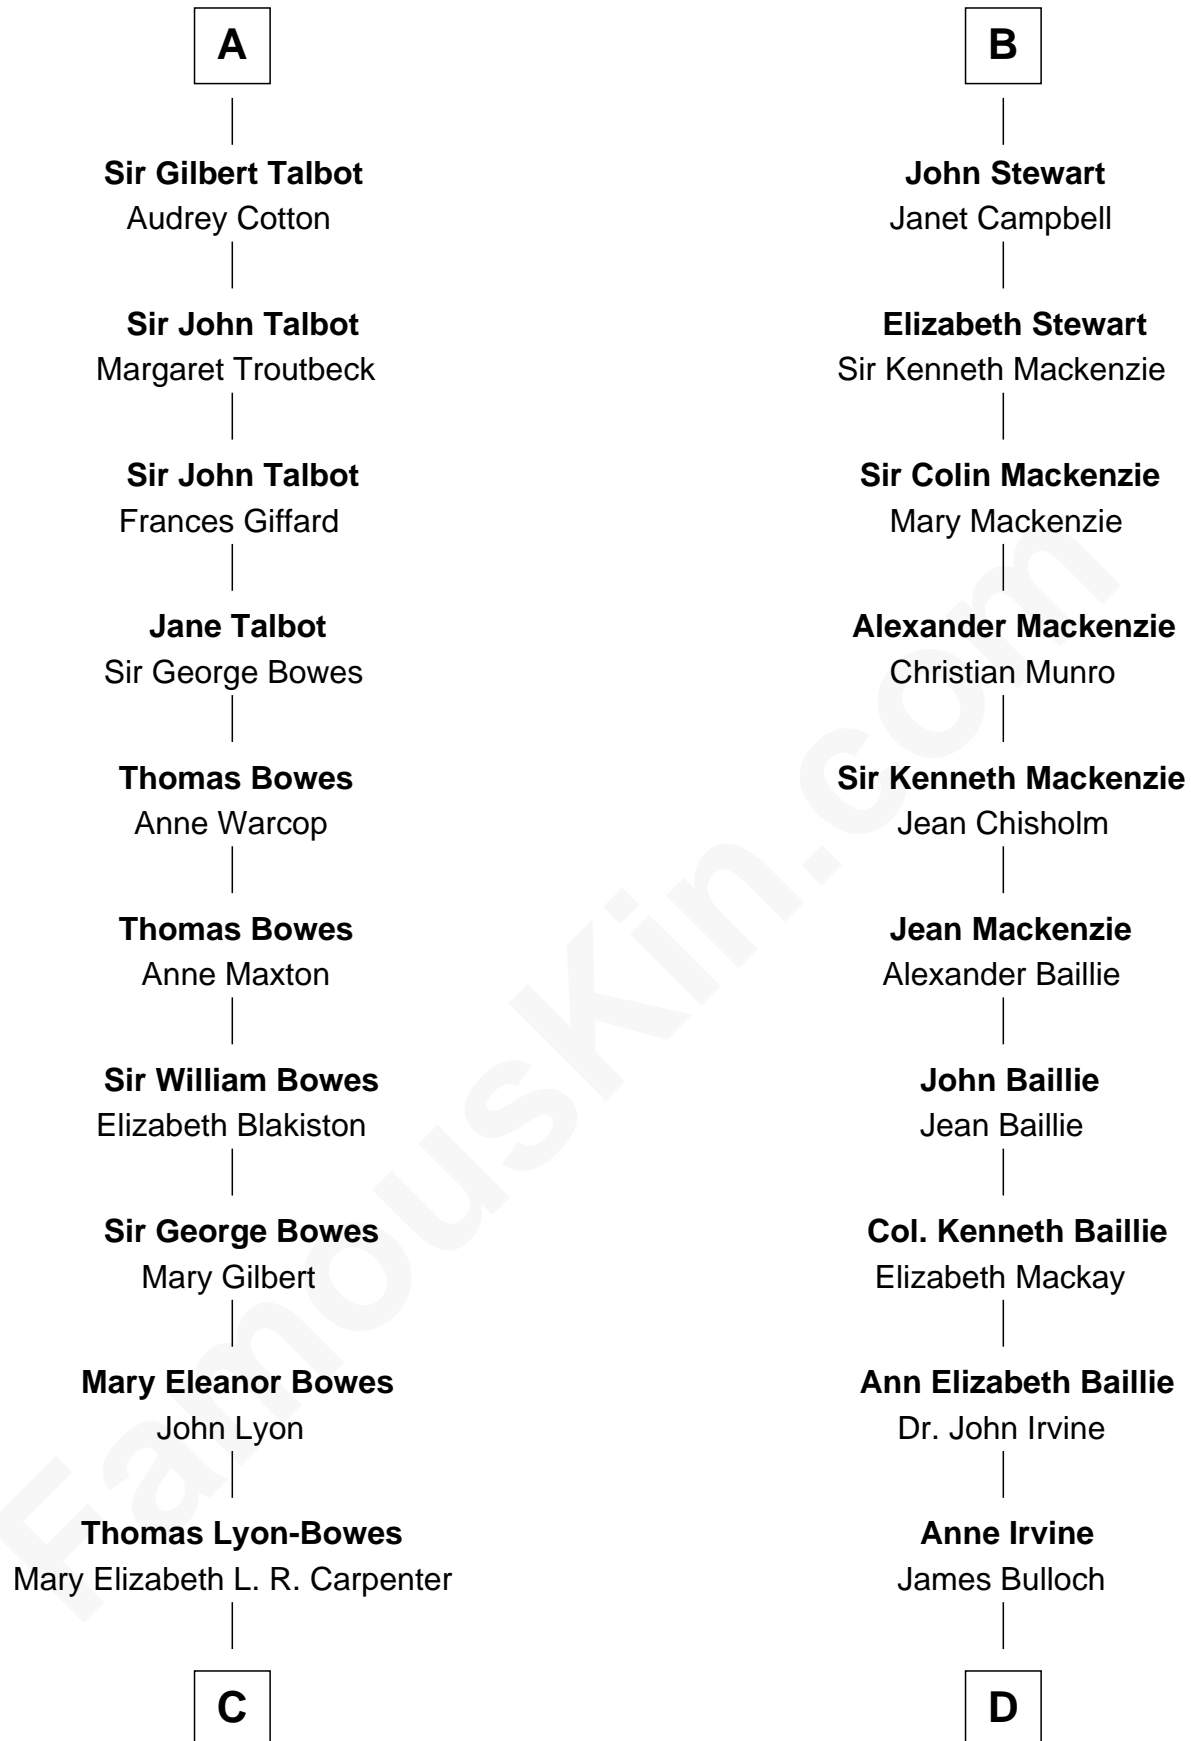 A
Sir Gilbert Talbot
Audrey Cotton
Sir John Talbot
Margaret Troutbeck
Sir John Talbot
Frances Giffard
Jane Talbot
Sir George Bowes
Thomas Bowes
Anne Warcop
Thomas Bowes
Anne Maxton
Sir William Bowes
Elizabeth Blakiston
Sir George Bowes
Mary Gilbert
Mary Eleanor Bowes
John Lyon
Thomas Lyon-Bowes
Mary Elizabeth L. R. Carpenter
C
B
John Stewart
Janet Campbell
Elizabeth Stewart
Sir Kenneth Mackenzie
Sir Colin Mackenzie
Mary Mackenzie
Alexander Mackenzie
Christian Munro
Sir Kenneth Mackenzie
Jean Chisholm
Jean Mackenzie
Alexander Baillie
John Baillie
Jean Baillie
Col. Kenneth Baillie
Elizabeth Mackay
Ann Elizabeth Baillie
Dr. John Irvine
Anne Irvine
James Bulloch
D
FamousKin.com